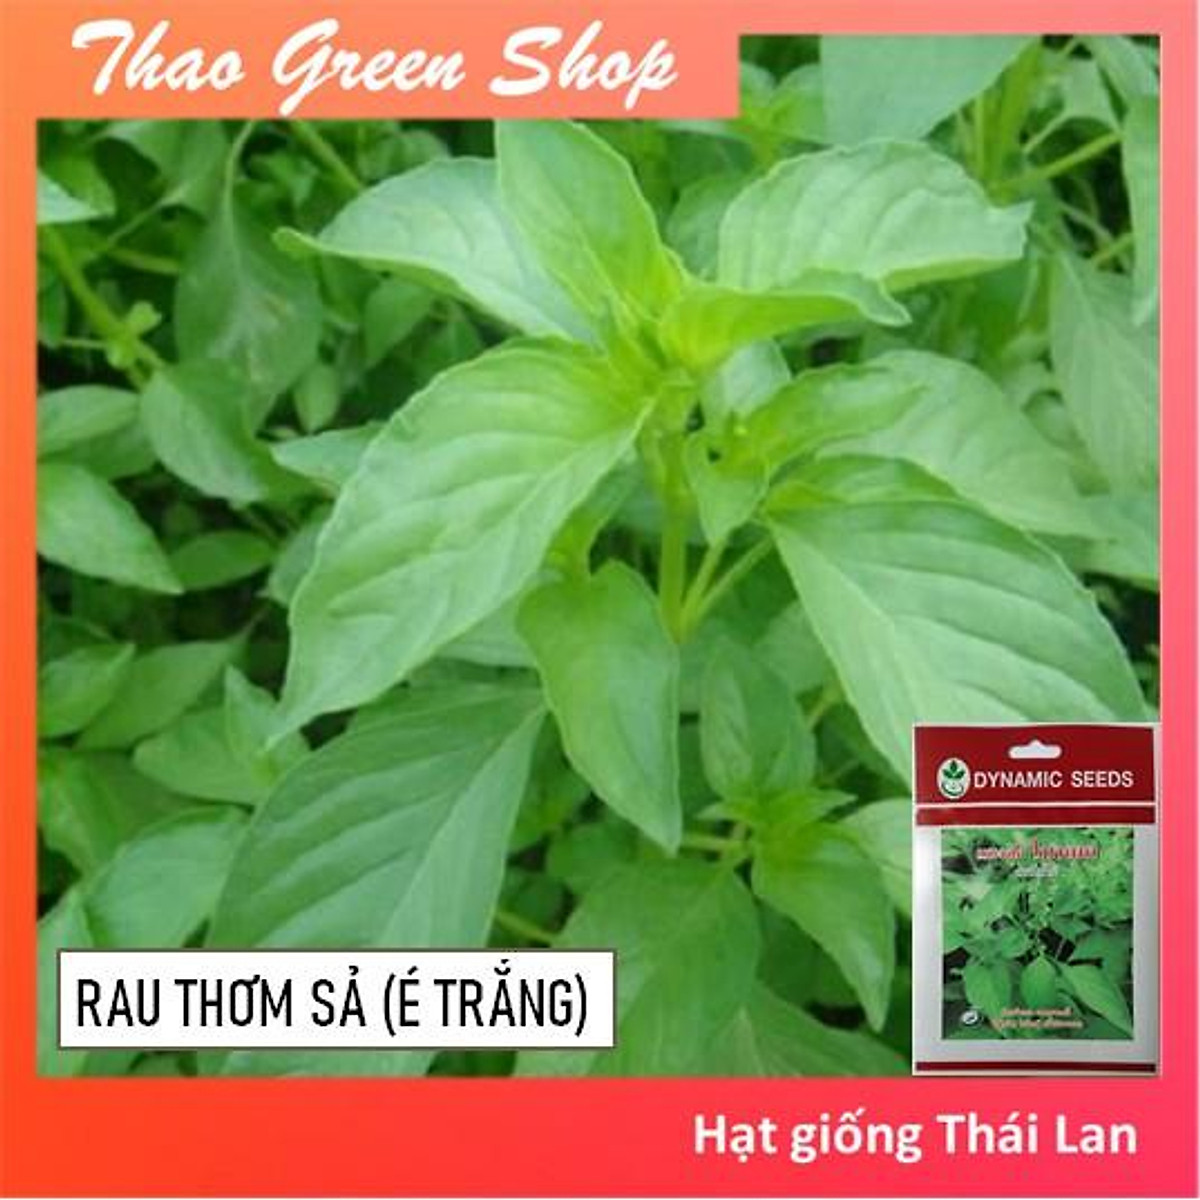 Thao Green Shop
DYNAMIC SEEDS
RAU THƠM SẢ (É TRẮNG)
Hạt giống Thái Lan